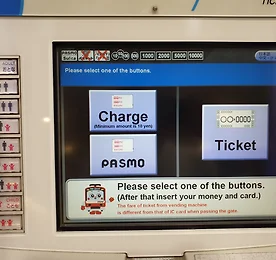 1000 2000 5000 10000
Please select one of the buttons.
Charge
(Minimum amount is 10 yen)
PASMO
Ticket
Please select one of the buttons.
(After that insert your money and card.)
The fare of ticket from vending machine
is different from that of IC card when passing the gate.